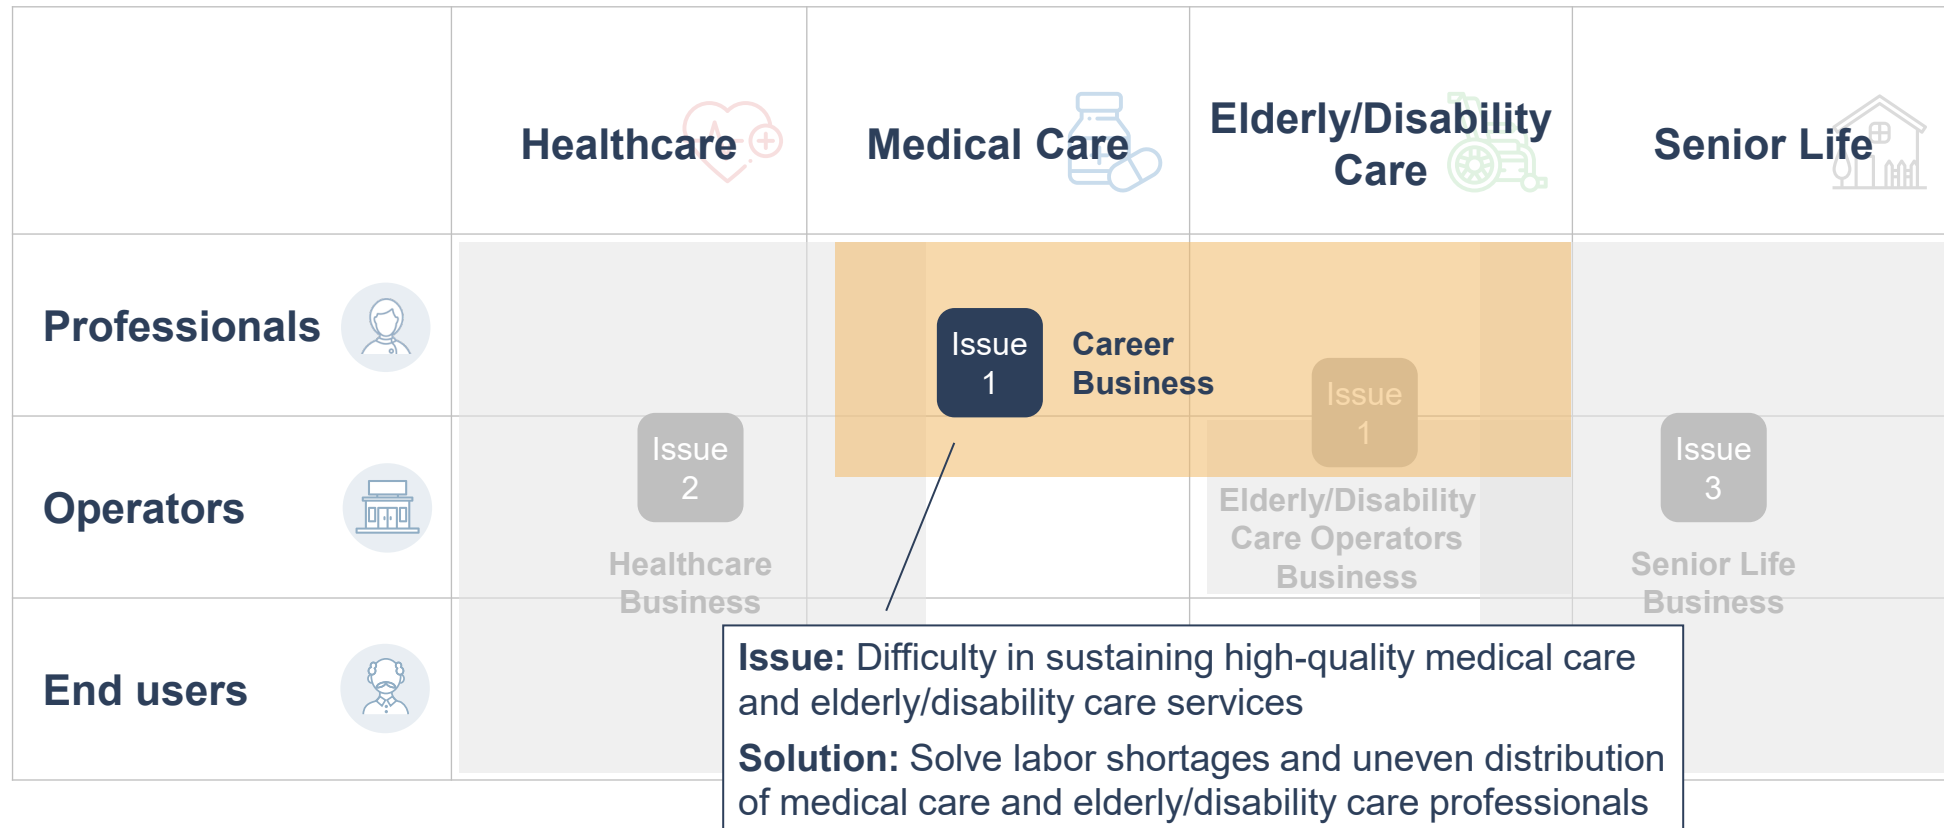 Healthcare
Medical Care
Elderly/Disability
Care
Senior Life
Professionals
Issue
1
Career
Business
Issue
1
Operators
Issue
2
Healthcare
Business
Elderly/Disability
Care Operators
Business
Issue
3
Senior Life
Business
End users
Issue: Difficulty in sustaining high-quality medical care
and elderly/disability care services
Solution: Solve labor shortages and uneven distribution
of medical care and elderly/disability care professionals